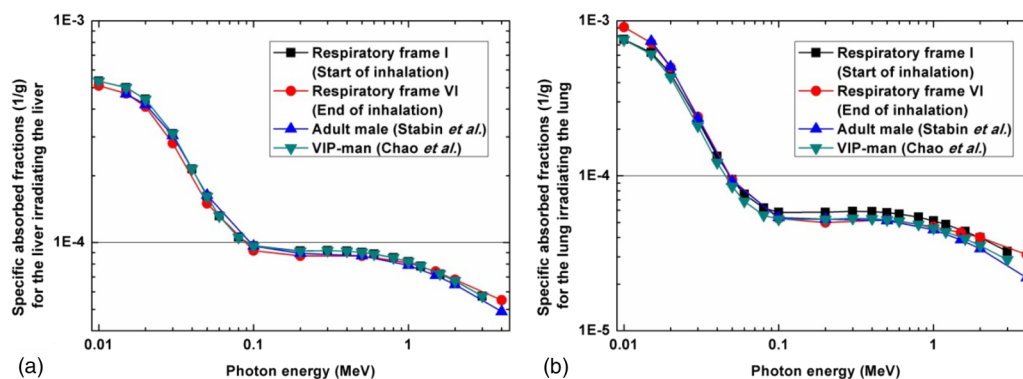 1E-3
Respiratory frame I
(Start of inhalation)
Respiratory frame VI
(End of inhalation)
Adult male (Stabin et al.)
VIP-man (Chao et al.)
1E-4
Specific absorbed fractions (1/g)
for the liver irradiating the liver
0.01
0.1
1
Photon energy (MeV)
(a)
1E-3
Respiratory frame I
(Start of inhalation)
Respiratory frame VI
(End of inhalation)
Adult male (Stabin et al.)
VIP-man (Chao et al.)
1E-4
1E-5
Specific absorbed fractions (1/g)
for the lung irradiating the lung
0.01
0.1
1
Photon energy (MeV)
(b)